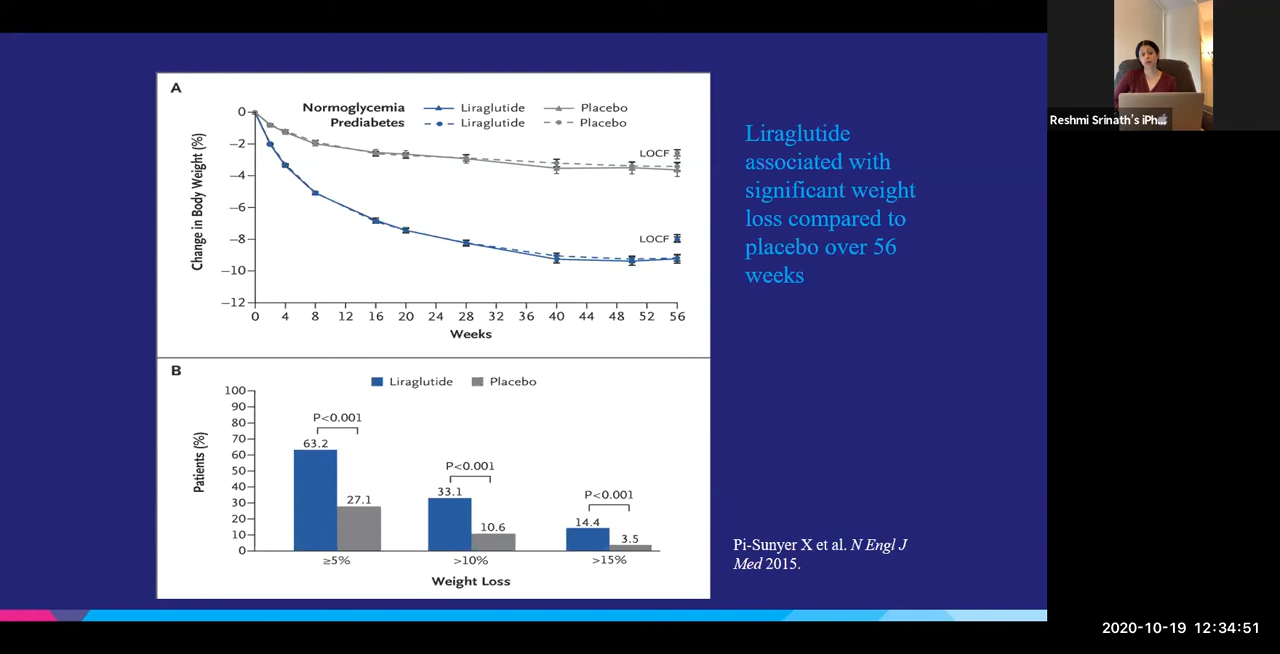 A
Normoglycemia Liraglutide Placebo
Prediabetes Liraglutide Placebo
0
−2
−4
−6
−8
−10
−12
Change in Body Weight (%)
LOCF
LOCF
0 4 8 12 16 20 24 28 32 36 40 44 48 52 56
Weeks
B
Liraglutide Placebo
100
90
80
70
60
50
40
30
20
10
0
Patients (%)
P<0.001
63.2
27.1
P<0.001
33.1
10.6
P<0.001
14.4
3.5
≥5% >10% >15%
Weight Loss
Liraglutide
associated with
significant weight
loss compared to
placebo over 56
weeks
Pi-Sunyer X et al. N Engl J
Med 2015.
Reshmi Srinath's
2020-10-19 12:34:51